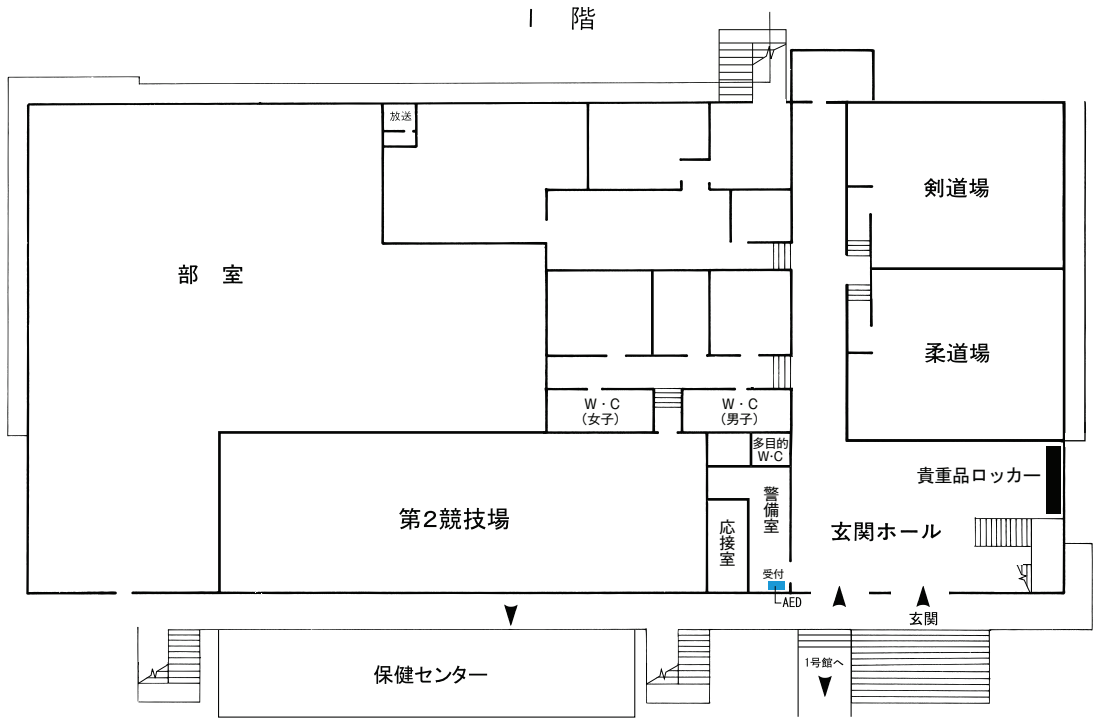 1 階
放送
剣道場
部 室
柔道場
W・C
（女子）
W・C
（男子）
多目的
W・C
貴重品ロッカー
警備室
第2競技場
応接室
玄関ホール
受付
AED
玄関
1号館へ
保健センター